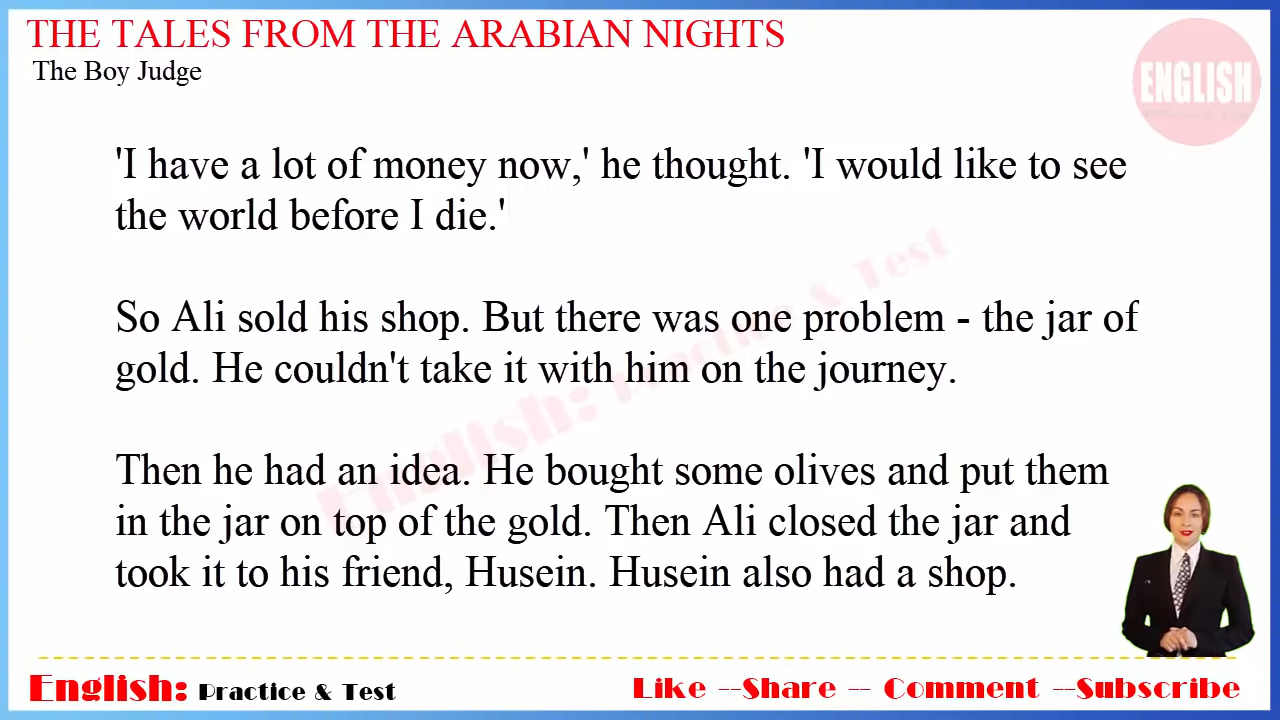 THE TALES FROM THE ARABIAN NIGHTS
The Boy Judge
ENGLISH
'I have a lot of money now,' he thought. 'I would like to see
the world before I die.'
So Ali sold his shop. But there was one problem - the jar of
gold. He couldn't take it with him on the journey.
Then he had an idea. He bought some olives and put them
in the jar on top of the gold. Then Ali closed the jar and
took it to his friend, Husein. Husein also had a shop.
English: Practice & Test
English: Practice & Test
Like --Share -- Comment --Subscribe